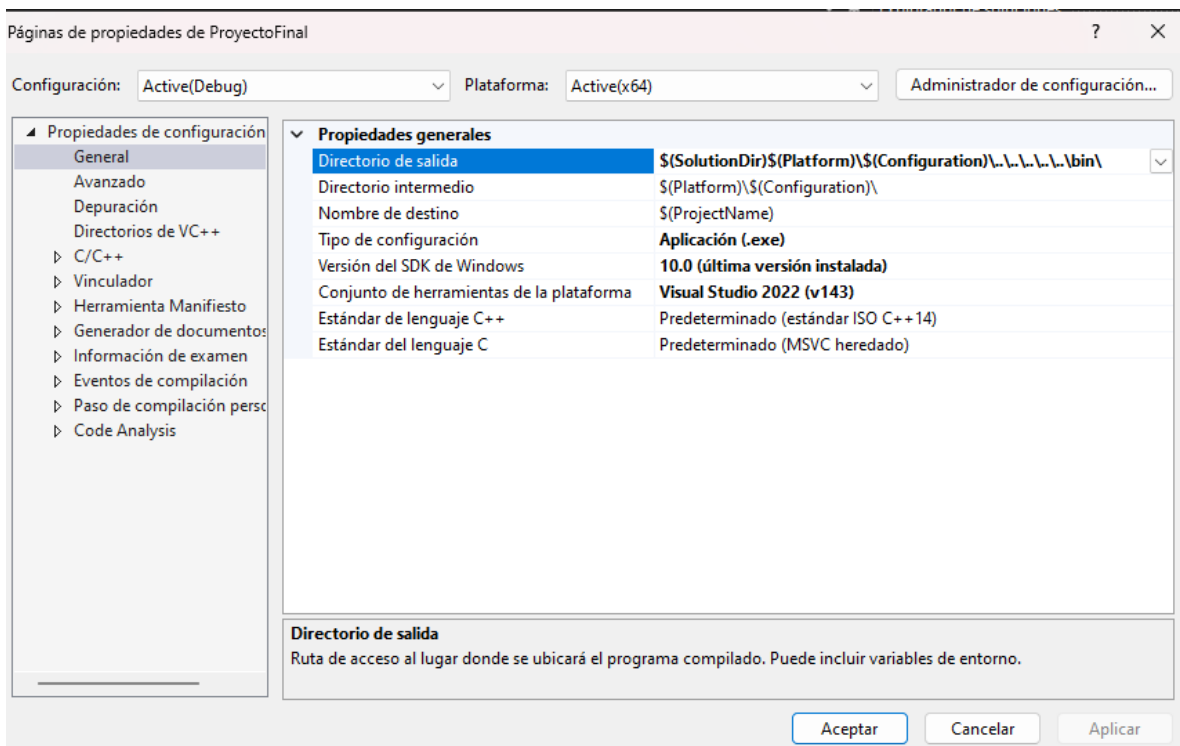 Páginas de propiedades de ProyectoFinal ? ×
Configuración: Active(Debug) Plataforma: Active(x64) Administrador de configuración...
Propiedades de configuración
General
Avanzado
Depuración
Directorios de VC++
C/C++
Vinculador
Herramienta Manifiesto
Generador de documentos
Información de examen
Eventos de compilación
Paso de compilación perso
Code Analysis
Propiedades generales
Directorio de salida $(SolutionDir)$(Platform)\$(Configuration)\..\..\..\..\..\bin\
Directorio intermedio $(Platform)\$(Configuration)\
Nombre de destino $(ProjectName)
Tipo de configuración Aplicación (.exe)
Versión del SDK de Windows 10.0 (última versión instalada)
Conjunto de herramientas de la plataforma Visual Studio 2022 (v143)
Estándar de lenguaje C++ Predeterminado (estándar ISO C++14)
Estándar del lenguaje C Predeterminado (MSVC heredado)
Directorio de salida
Ruta de acceso al lugar donde se ubicará el programa compilado. Puede incluir variables de entorno.
Aceptar Cancelar Aplicar